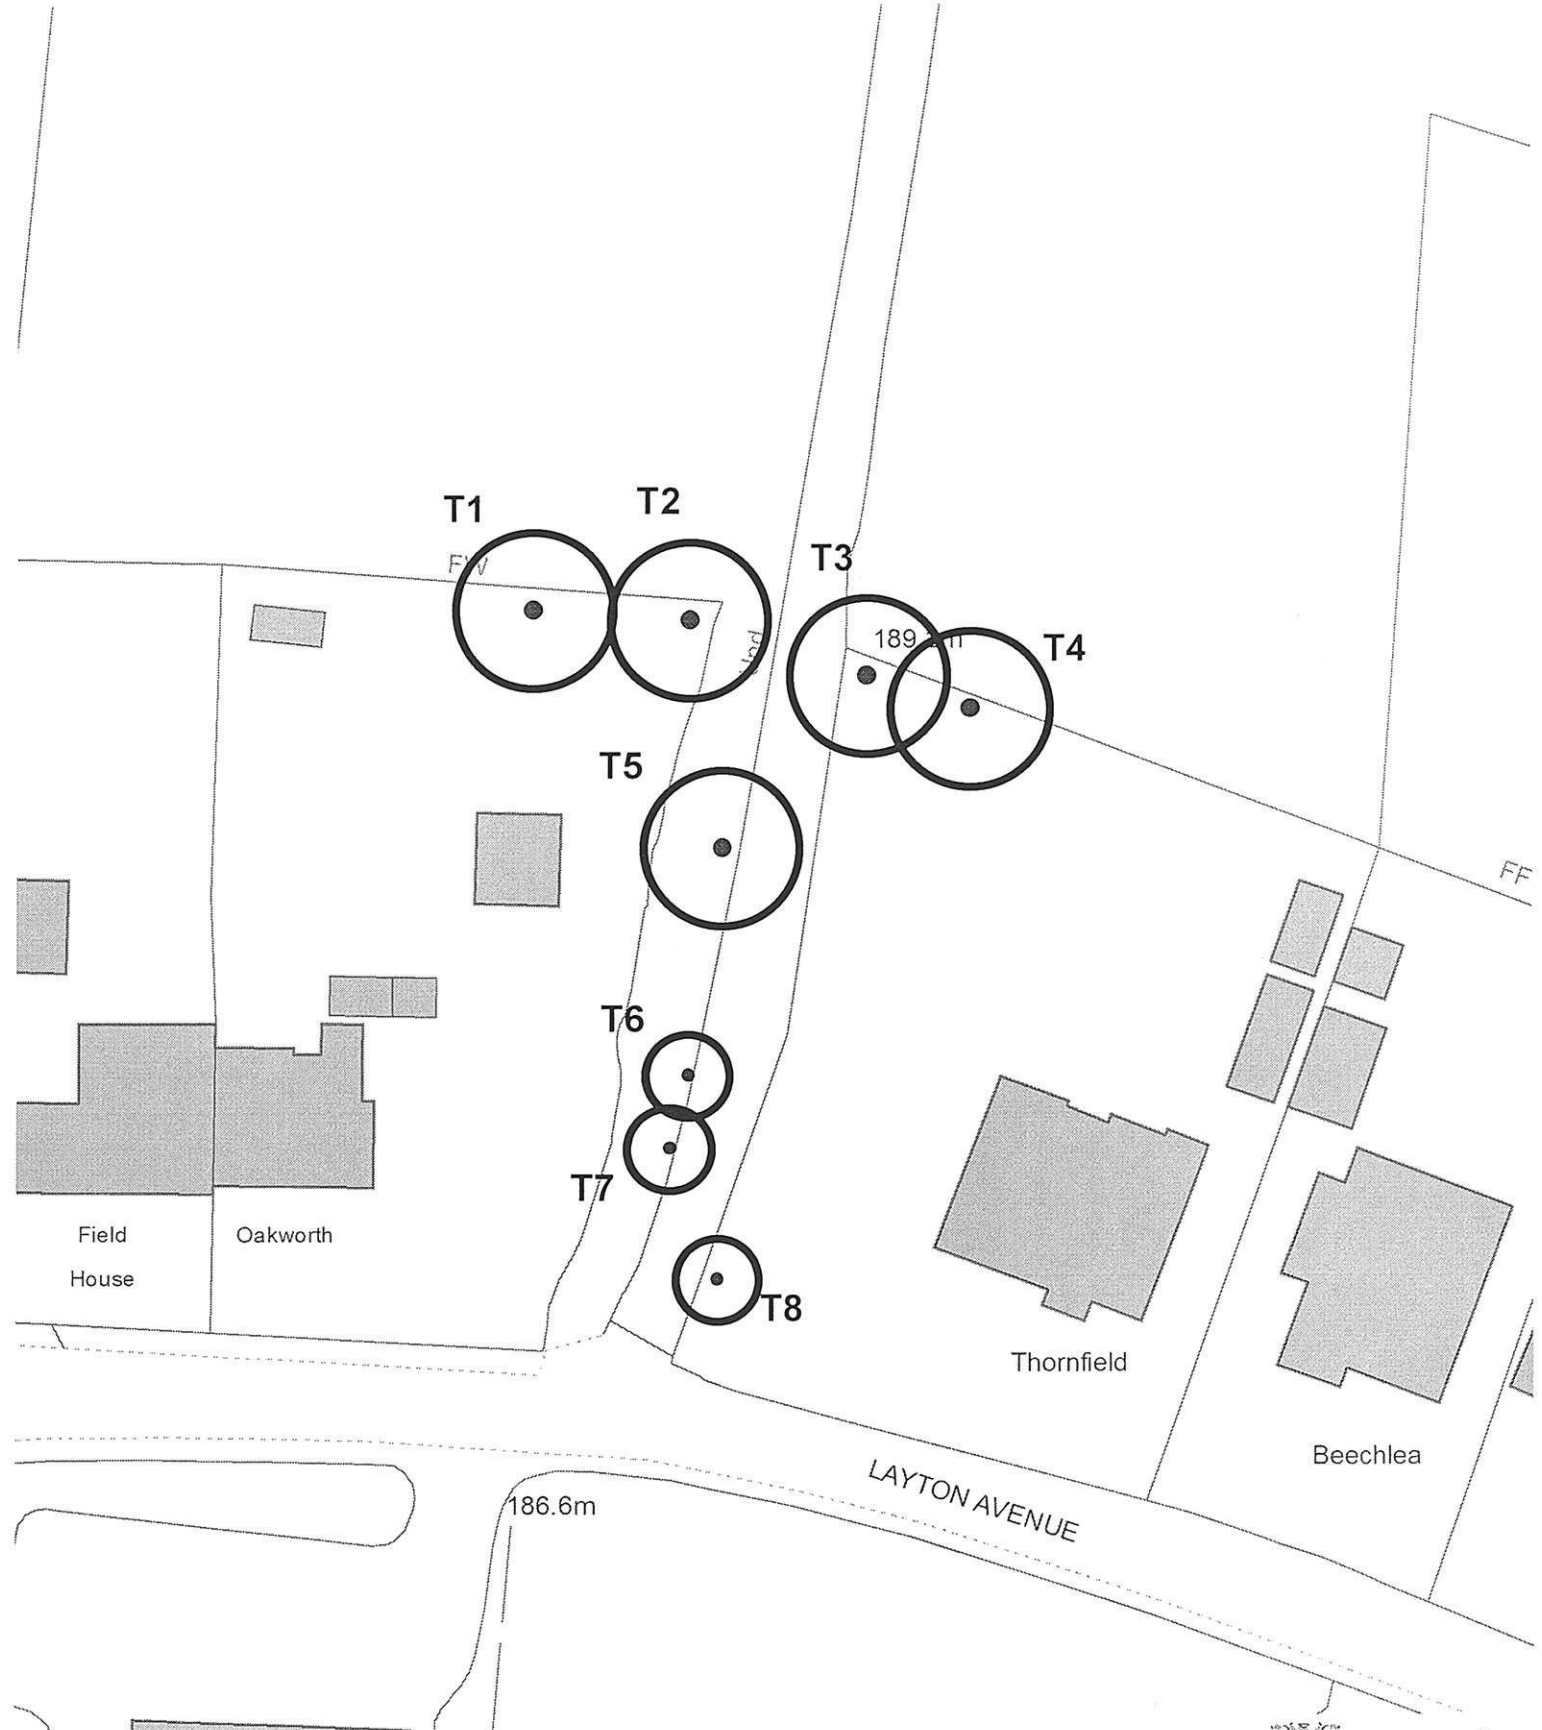 T1
T2
FW
T3
Und
189
m
T4
T5
FF
T6
T7
Field
House
Oakworth
T8
Thornfield
Beechlea
LAYTON AVENUE
186.6m